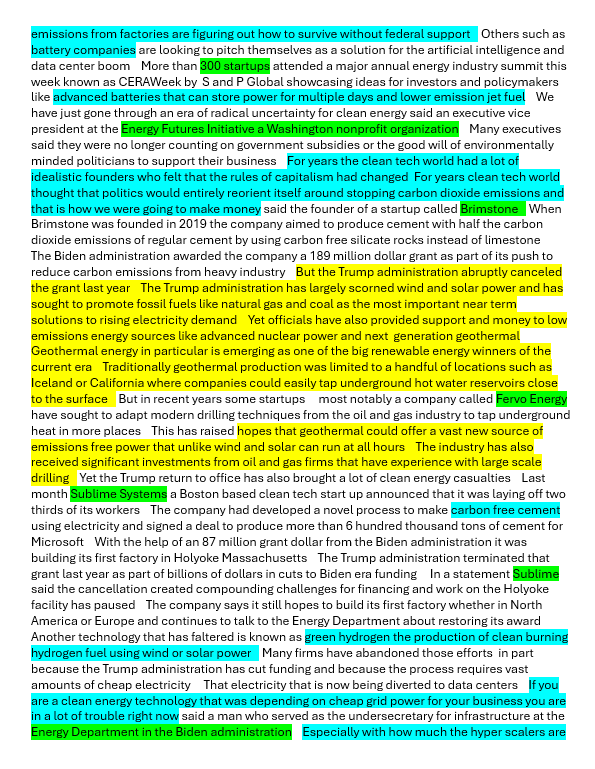 emissions from factories are figuring out how to survive without federal support Others such as
battery companies are looking to pitch themselves as a solution for the artificial intelligence and
data center boom More than 300 startups attended a major annual energy industry summit this
week known as CERAWeek by S and P Global showcasing ideas for investors and policymakers
like advanced batteries that can store power for multiple days and lower emission jet fuel We
have just gone through an era of radical uncertainty for clean energy said an executive vice
president at the Energy Futures Initiative a Washington nonprofit organization Many executives
said they were no longer counting on government subsidies or the good will of environmentally
minded politicians to support their business For years the clean tech world had a lot of
idealistic founders who felt that the rules of capitalism had changed For years clean tech world
thought that politics would entirely reorient itself around stopping carbon dioxide emissions and
that is how we were going to make money said the founder of a startup called Brimstone When
Brimstone was founded in 2019 the company aimed to produce cement with half the carbon
dioxide emissions of regular cement by using carbon free silicate rocks instead of limestone
The Biden administration awarded the company a 189 million dollar grant as part of its push to
reduce carbon emissions from heavy industry But the Trump administration abruptly canceled
the grant last year The Trump administration has largely scorned wind and solar power and has
sought to promote fossil fuels like natural gas and coal as the most important near term
solutions to rising electricity demand Yet officials have also provided support and money to low
emissions energy sources like advanced nuclear power and next generation geothermal
Geothermal energy in particular is emerging as one of the big renewable energy winners of the
current era Traditionally geothermal production was limited to a handful of locations such as
Iceland or California where companies could easily tap underground hot water reservoirs close
to the surface But in recent years some startups most notably a company called Fervo Energy
have sought to adapt modern drilling techniques from the oil and gas industry to tap underground
heat in more places This has raised hopes that geothermal could offer a vast new source of
emissions free power that unlike wind and solar can run at all hours The industry has also
received significant investments from oil and gas firms that have experience with large scale
drilling Yet the Trump return to office has also brought a lot of clean energy casualties Last
month Sublime Systems a Boston based clean tech start up announced that it was laying off two
thirds of its workers The company had developed a novel process to make carbon free cement
using electricity and signed a deal to produce more than 6 hundred thousand tons of cement for
Microsoft With the help of an 87 million grant dollar from the Biden administration it was
building its first factory in Holyoke Massachusetts The Trump administration terminated that
grant last year as part of billions of dollars in cuts to Biden era funding In a statement Sublime
said the cancellation created compounding challenges for financing and work on the Holyoke
facility has paused The company says it still hopes to build its first factory whether in North
America or Europe and continues to talk to the Energy Department about restoring its award
Another technology that has faltered is known as green hydrogen the production of clean burning
hydrogen fuel using wind or solar power Many firms have abandoned those efforts in part
because the Trump administration has cut funding and because the process requires vast
amounts of cheap electricity That electricity that is now being diverted to data centers If you
are a clean energy technology that was depending on cheap grid power for your business you are
in a lot of trouble right now said a man who served as the undersecretary for infrastructure at the
Energy Department in the Biden administration Especially with how much the hyper scalers are